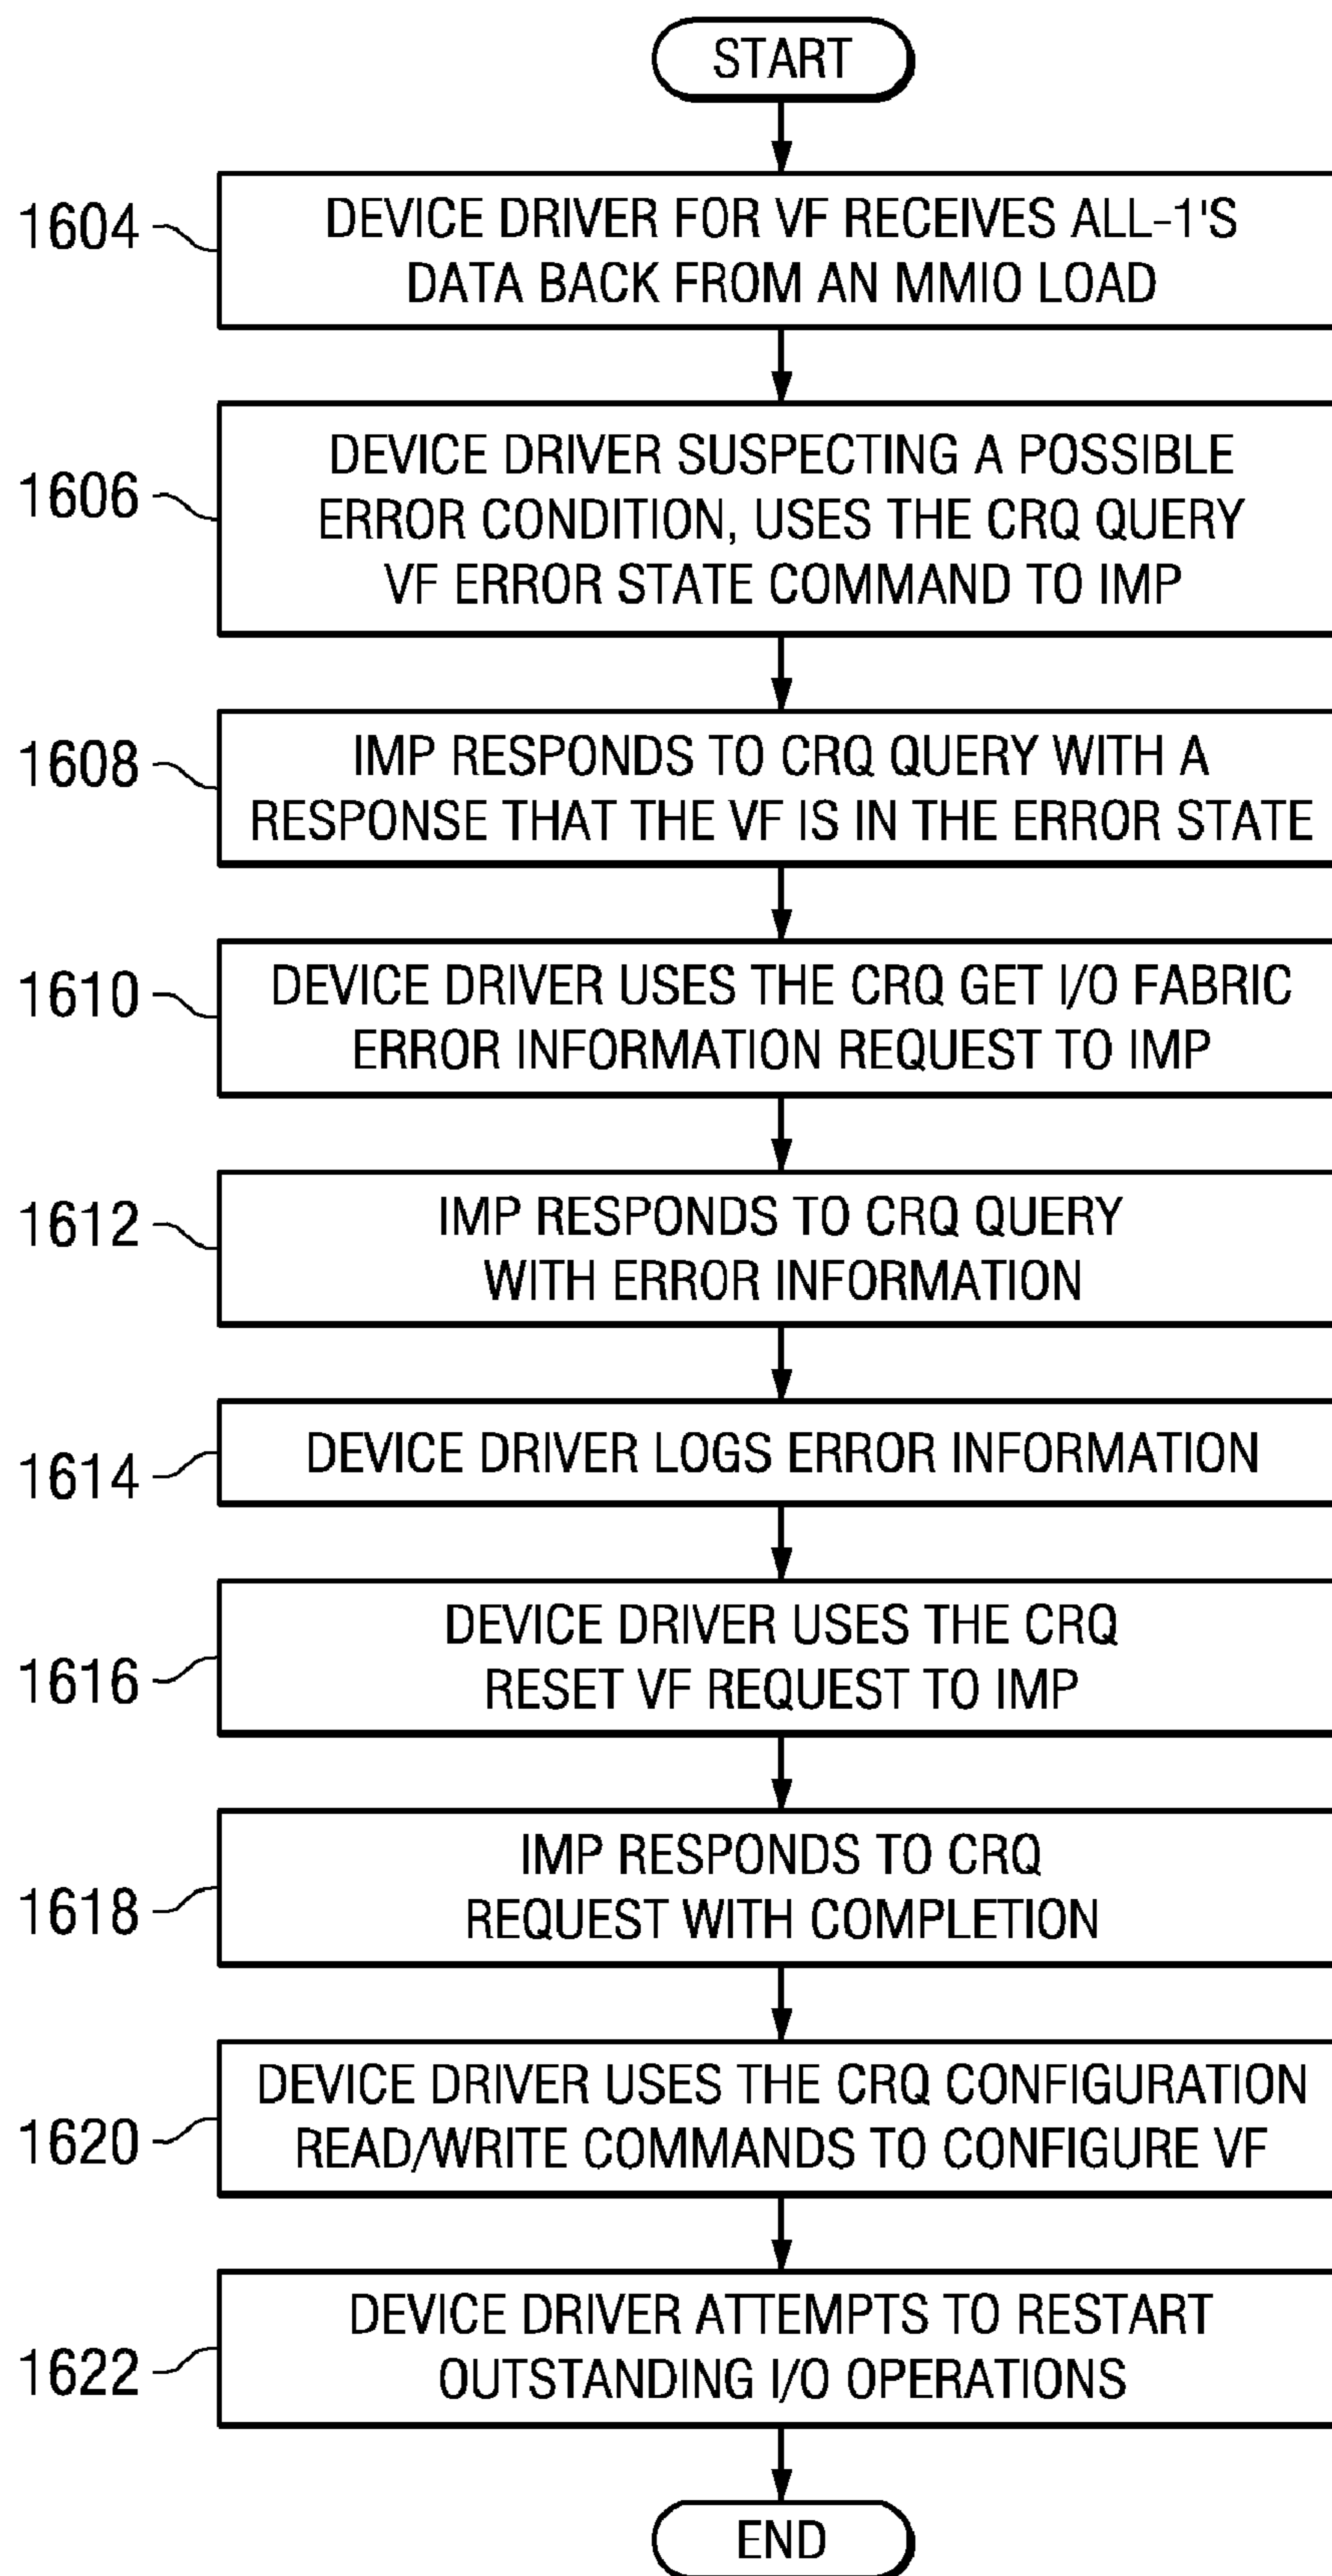 START
1604
DEVICE DRIVER FOR VF RECEIVES ALL-1'S
DATA BACK FROM AN MMIO LOAD
1606
DEVICE DRIVER SUSPECTING A POSSIBLE
ERROR CONDITION, USES THE CRQ QUERY
VF ERROR STATE COMMAND TO IMP
1608
IMP RESPONDS TO CRQ QUERY WITH A
RESPONSE THAT THE VF IS IN THE ERROR STATE
1610
DEVICE DRIVER USES THE CRQ GET I/O FABRIC
ERROR INFORMATION REQUEST TO IMP
1612
IMP RESPONDS TO CRQ QUERY
WITH ERROR INFORMATION
1614
DEVICE DRIVER LOGS ERROR INFORMATION
1616
DEVICE DRIVER USES THE CRQ
RESET VF REQUEST TO IMP
1618
IMP RESPONDS TO CRQ
REQUEST WITH COMPLETION
1620
DEVICE DRIVER USES THE CRQ CONFIGURATION
READ/WRITE COMMANDS TO CONFIGURE VF
1622
DEVICE DRIVER ATTEMPTS TO RESTART
OUTSTANDING I/O OPERATIONS
END